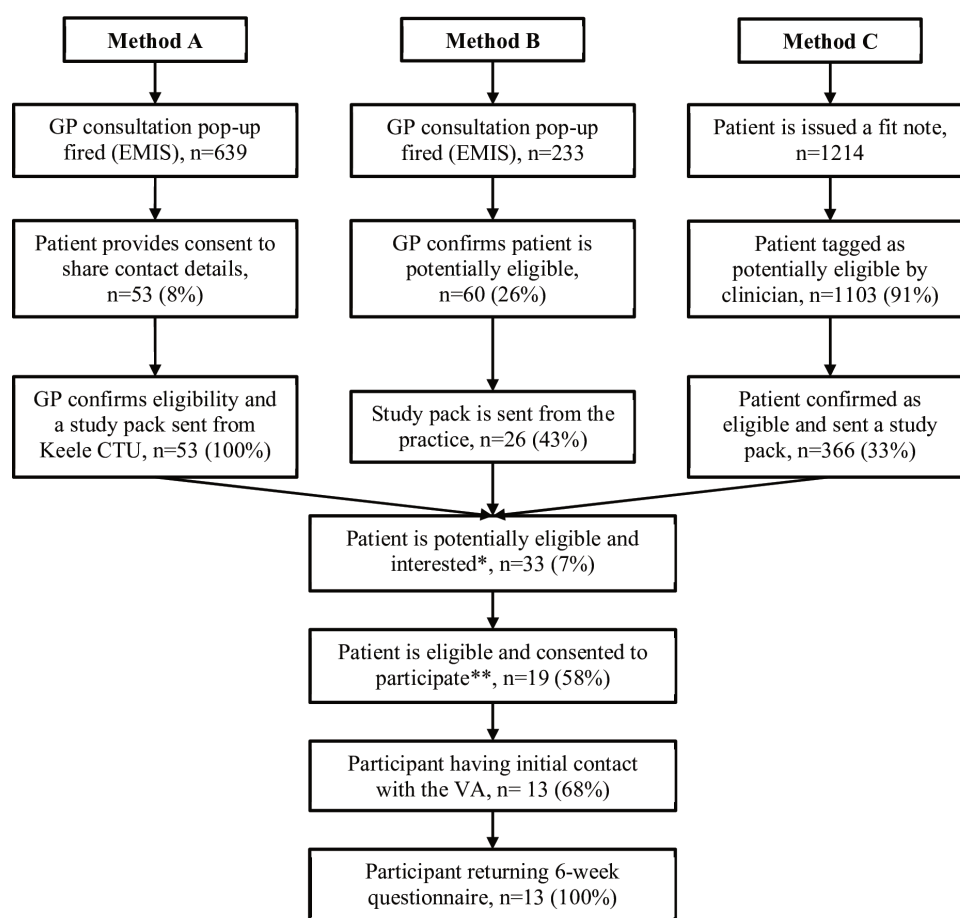 Method A
GP consultation pop-up
fired (EMIS), n=639
Patient provides consent to
share contact details,
n=53 (8%)
GP confirms eligibility and
a study pack sent from
Keele CTU, n=53 (100%)
Method B
GP consultation pop-up
fired (EMIS), n=233
GP confirms patient is
potentially eligible,
n=60 (26%)
Study pack is sent from the
practice, n=26 (43%)
Method C
Patient is issued a fit note,
n=1214
Patient tagged as
potentially eligible by
clinician, n=1103 (91%)
Patient confirmed as
eligible and sent a study
pack, n=366 (33%)
Patient is potentially eligible and
interested*, n=33 (7%)
Patient is eligible and consented to
participate**, n=19 (58%)
Participant having initial contact
with the VA, n= 13 (68%)
Participant returning 6-week
questionnaire, n=13 (100%)